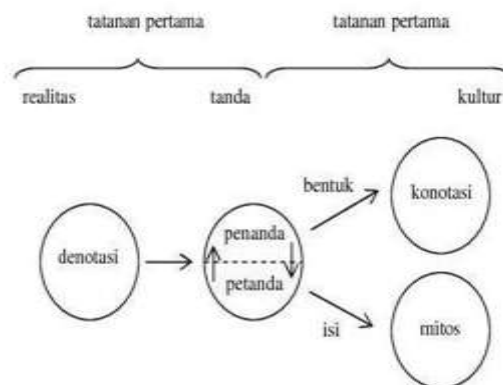 tatanan pertama tatanan pertama
realitas tanda kultur
bentuk
konotasi
penanda
denotasi
petanda
isi
mitos